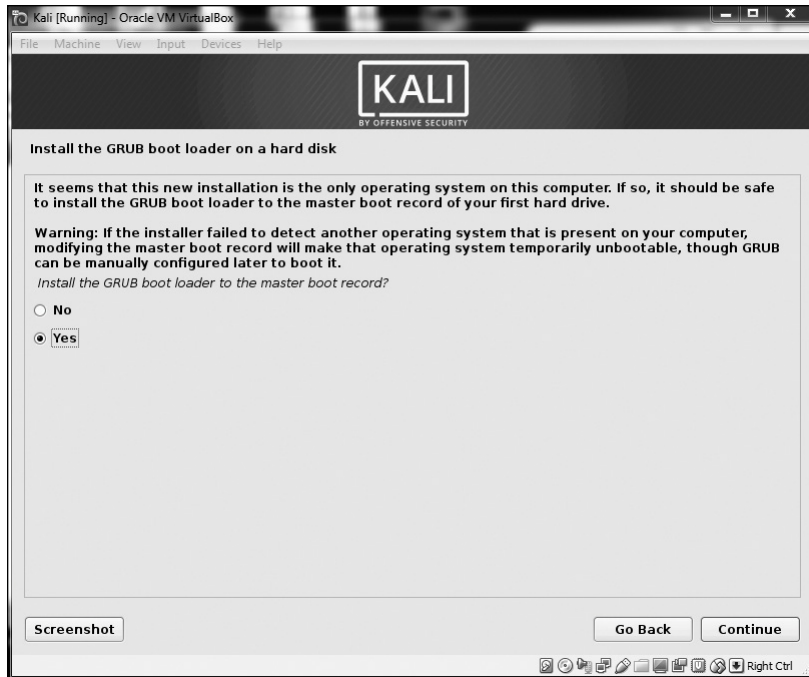 Kali [Running] - Oracle VM VirtualBox
File Machine View Input Devices Help
KALI
BY OFFENSIVE SECURITY
Install the GRUB boot loader on a hard disk
It seems that this new installation is the only operating system on this computer. If so, it should be safe
to install the GRUB boot loader to the master boot record of your first hard drive.
Warning: If the installer failed to detect another operating system that is present on your computer,
modifying the master boot record will make that operating system temporarily unbootable, though GRUB
can be manually configured later to boot it.
Install the GRUB boot loader to the master boot record?
No
Yes
Screenshot
Go Back
Continue
Right Ctrl